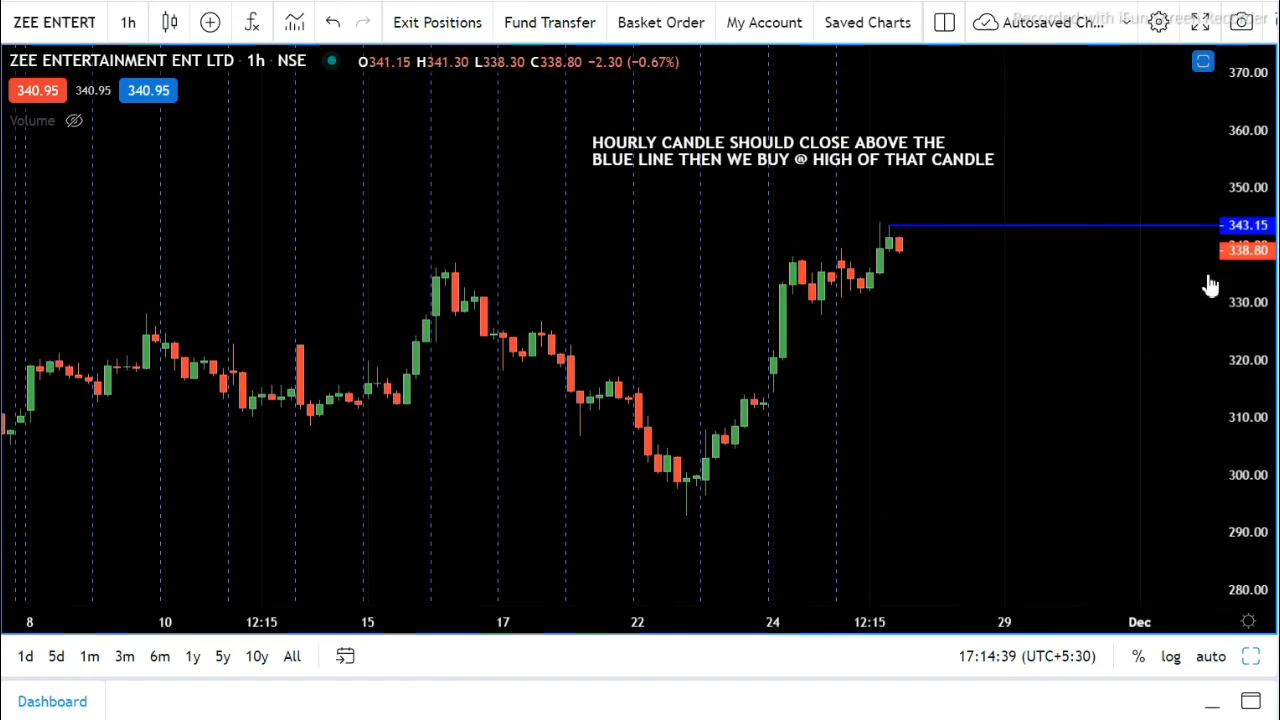 ZEE ENTERT 1h Exit Positions Fund Transfer Basket Order My Account Saved Charts Autosaved Ch...
ZEE ENTERTAINMENT ENT LTD · 1h · NSE O341.15 H341.30 L338.30 C338.80 −2.30 (−0.67%)
340.95 340.95 340.95
Volume
HOURLY CANDLE SHOULD CLOSE ABOVE THE
BLUE LINE THEN WE BUY @ HIGH OF THAT CANDLE
370.00
360.00
350.00
343.15
338.80
330.00
320.00
310.00
300.00
290.00
280.00
8 10 12:15 15 17 22 24 12:15 29 Dec
1d 5d 1m 3m 6m 1y 5y 10y All 17:14:39 (UTC+5:30) % log auto
Dashboard